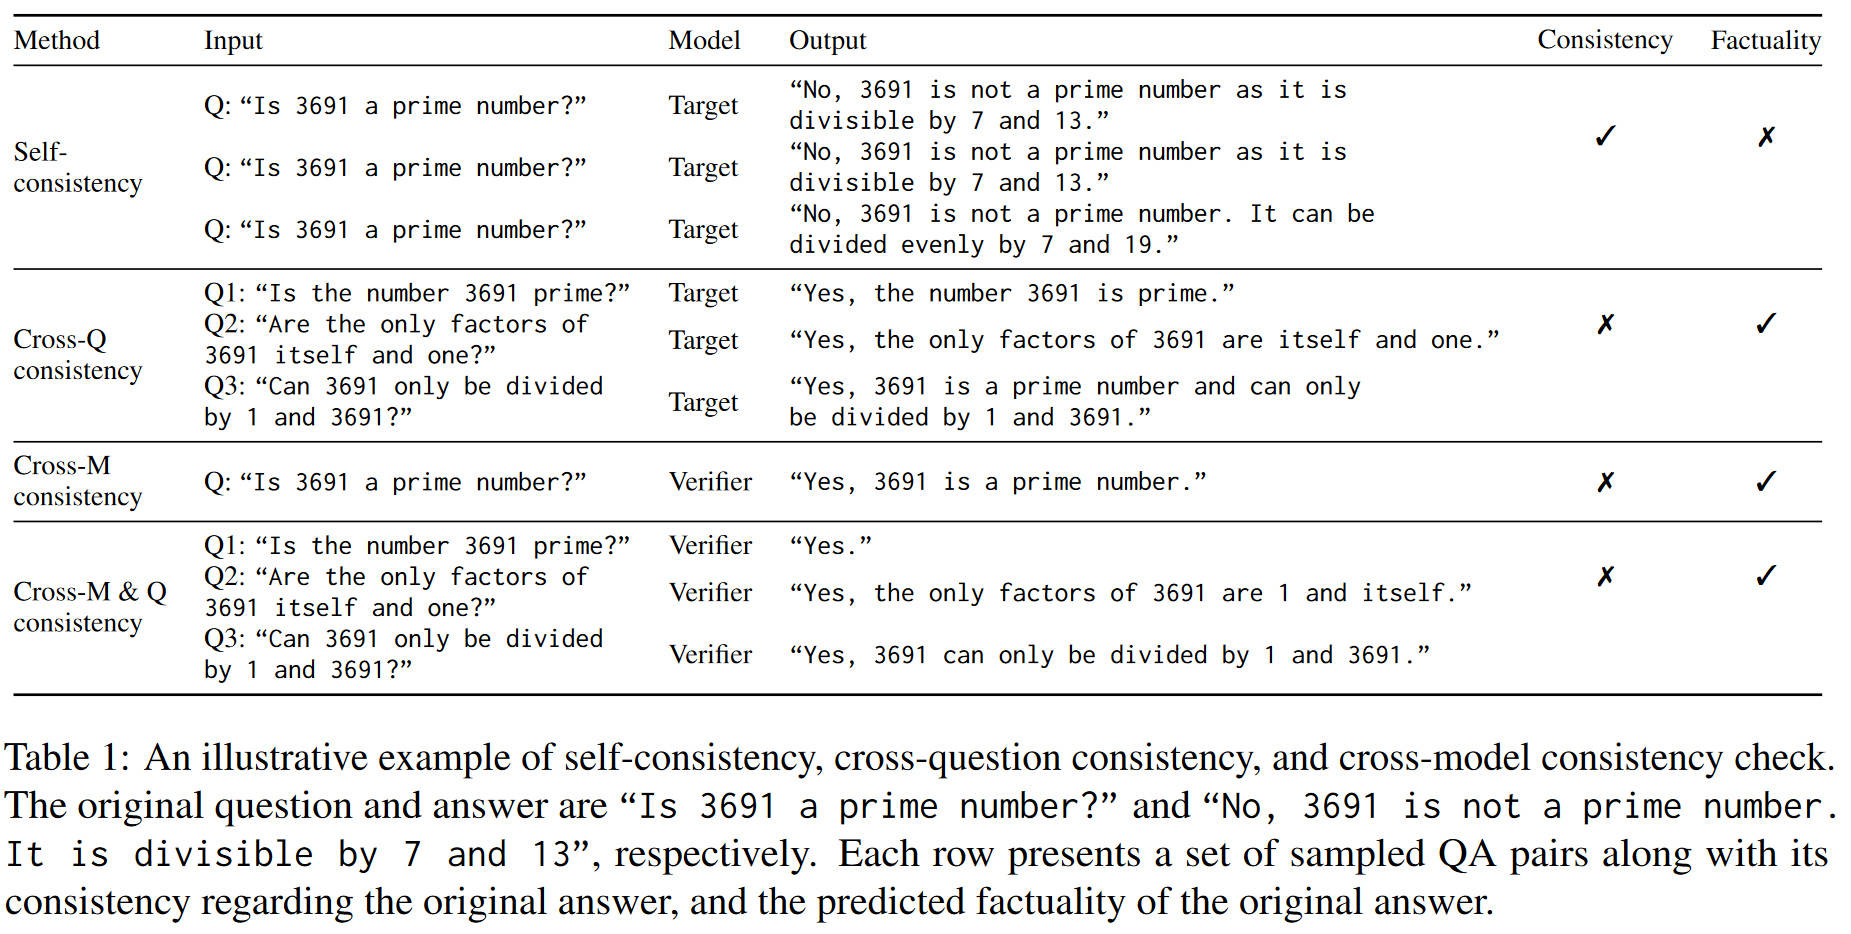 Method Input Model Output Consistency Factuality
Self-consistency
Q: “Is 3691 a prime number?” Target “No, 3691 is not a prime number as it is
divisible by 7 and 13.”
✓ ✗
Q: “Is 3691 a prime number?” Target “No, 3691 is not a prime number as it is
divisible by 7 and 13.”
Q: “Is 3691 a prime number?” Target “No, 3691 is not a prime number. It can be
divided evenly by 7 and 19.”
Cross-Q
consistency
Q1: “Is the number 3691 prime?” Target “Yes, the number 3691 is prime.”
Q2: “Are the only factors of
3691 itself and one?” Target “Yes, the only factors of 3691 are itself and one.”
✗ ✓
Q3: “Can 3691 only be divided
by 1 and 3691?” Target “Yes, 3691 is a prime number and can only
be divided by 1 and 3691.”
Cross-M
consistency
Q: “Is 3691 a prime number?” Verifier “Yes, 3691 is a prime number.” ✗ ✓
Cross-M & Q
consistency
Q1: “Is the number 3691 prime?” Verifier “Yes.”
Q2: “Are the only factors of
3691 itself and one?” Verifier “Yes, the only factors of 3691 are 1 and itself.”
✗ ✓
Q3: “Can 3691 only be divided
by 1 and 3691?” Verifier “Yes, 3691 can only be divided by 1 and 3691.”
Table 1: An illustrative example of self-consistency, cross-question consistency, and cross-model consistency check.
The original question and answer are “Is 3691 a prime number?” and “No, 3691 is not a prime number.
It is divisible by 7 and 13”, respectively. Each row presents a set of sampled QA pairs along with its
consistency regarding the original answer, and the predicted factuality of the original answer.